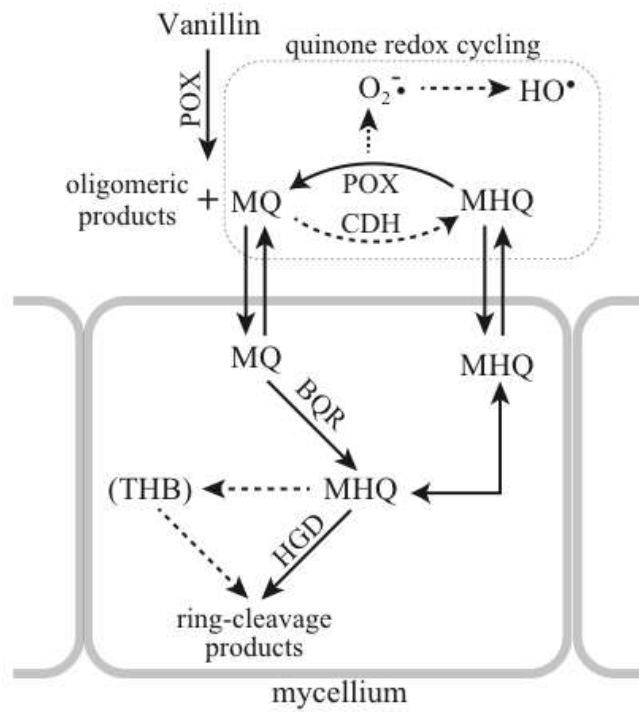 Vanillin
quinone redox cycling
POX
O₂⁻•
HO•
oligomeric
products
+
MQ
POX
MHQ
CDH
MQ
MHQ
BQR
(THB)
MHQ
HGD
ring-cleavage
products
mycellium